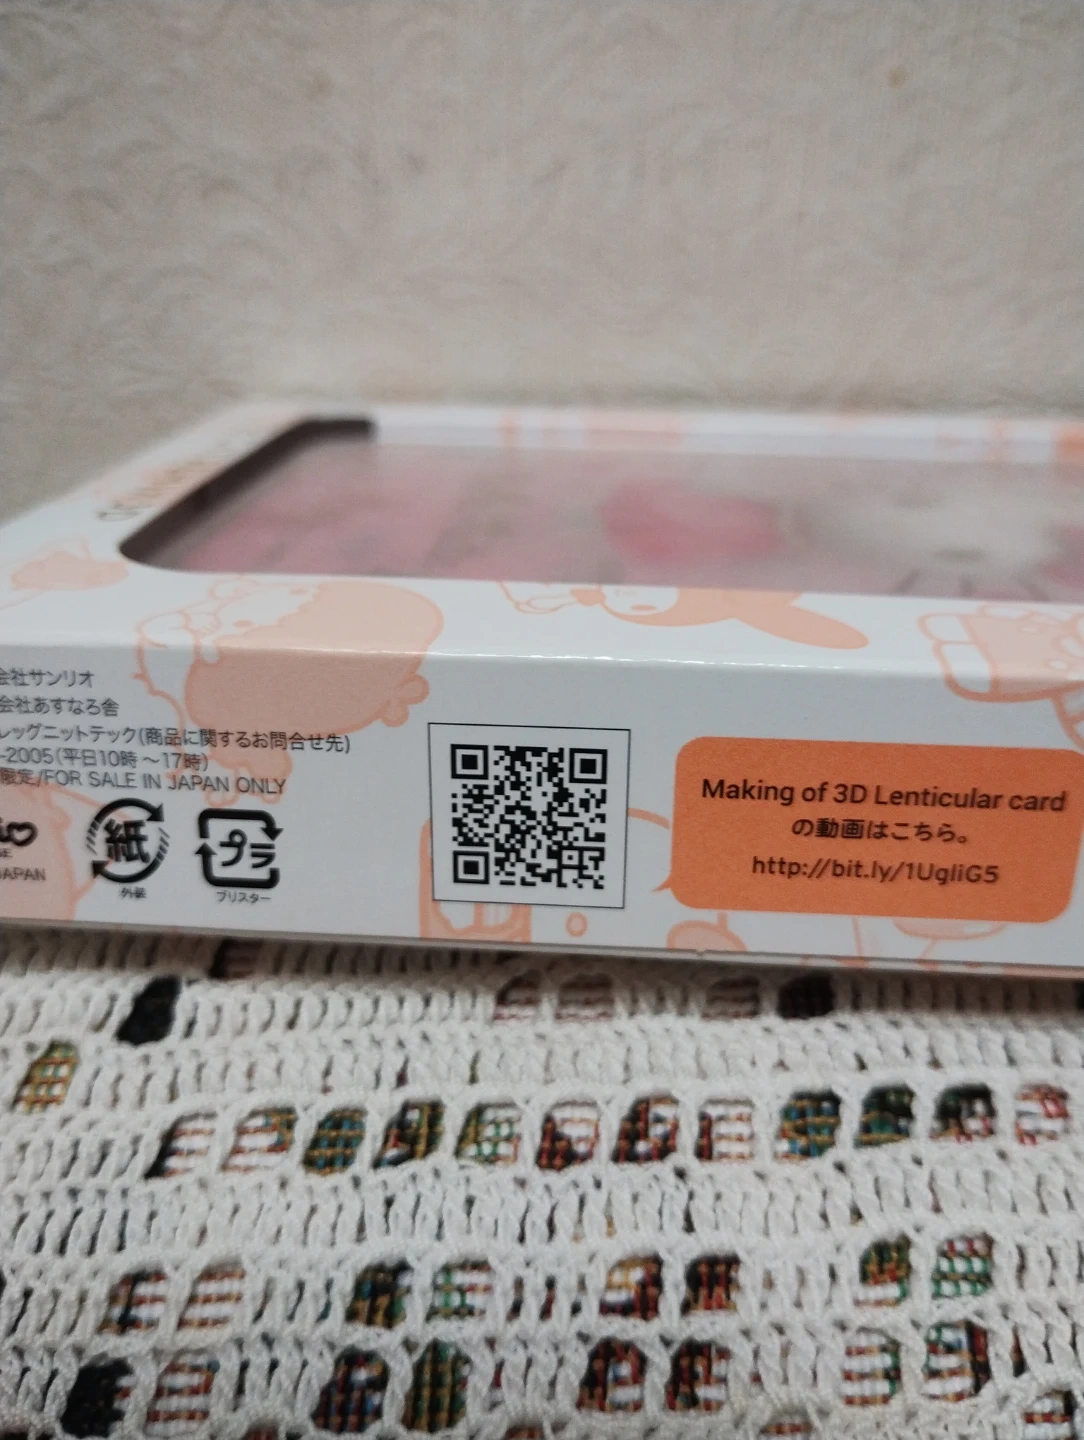 会社サンリオ
会社あすなろ舎
レッグニットテック(商品に関するお問合せ先)
-2005(平日10時～17時)
限定/FOR SALE IN JAPAN ONLY
JAPAN
紙
外装
プラ
ブリスター
Making of 3D Lenticular card
の動画はこちら。
http://bit.ly/1UgliG5